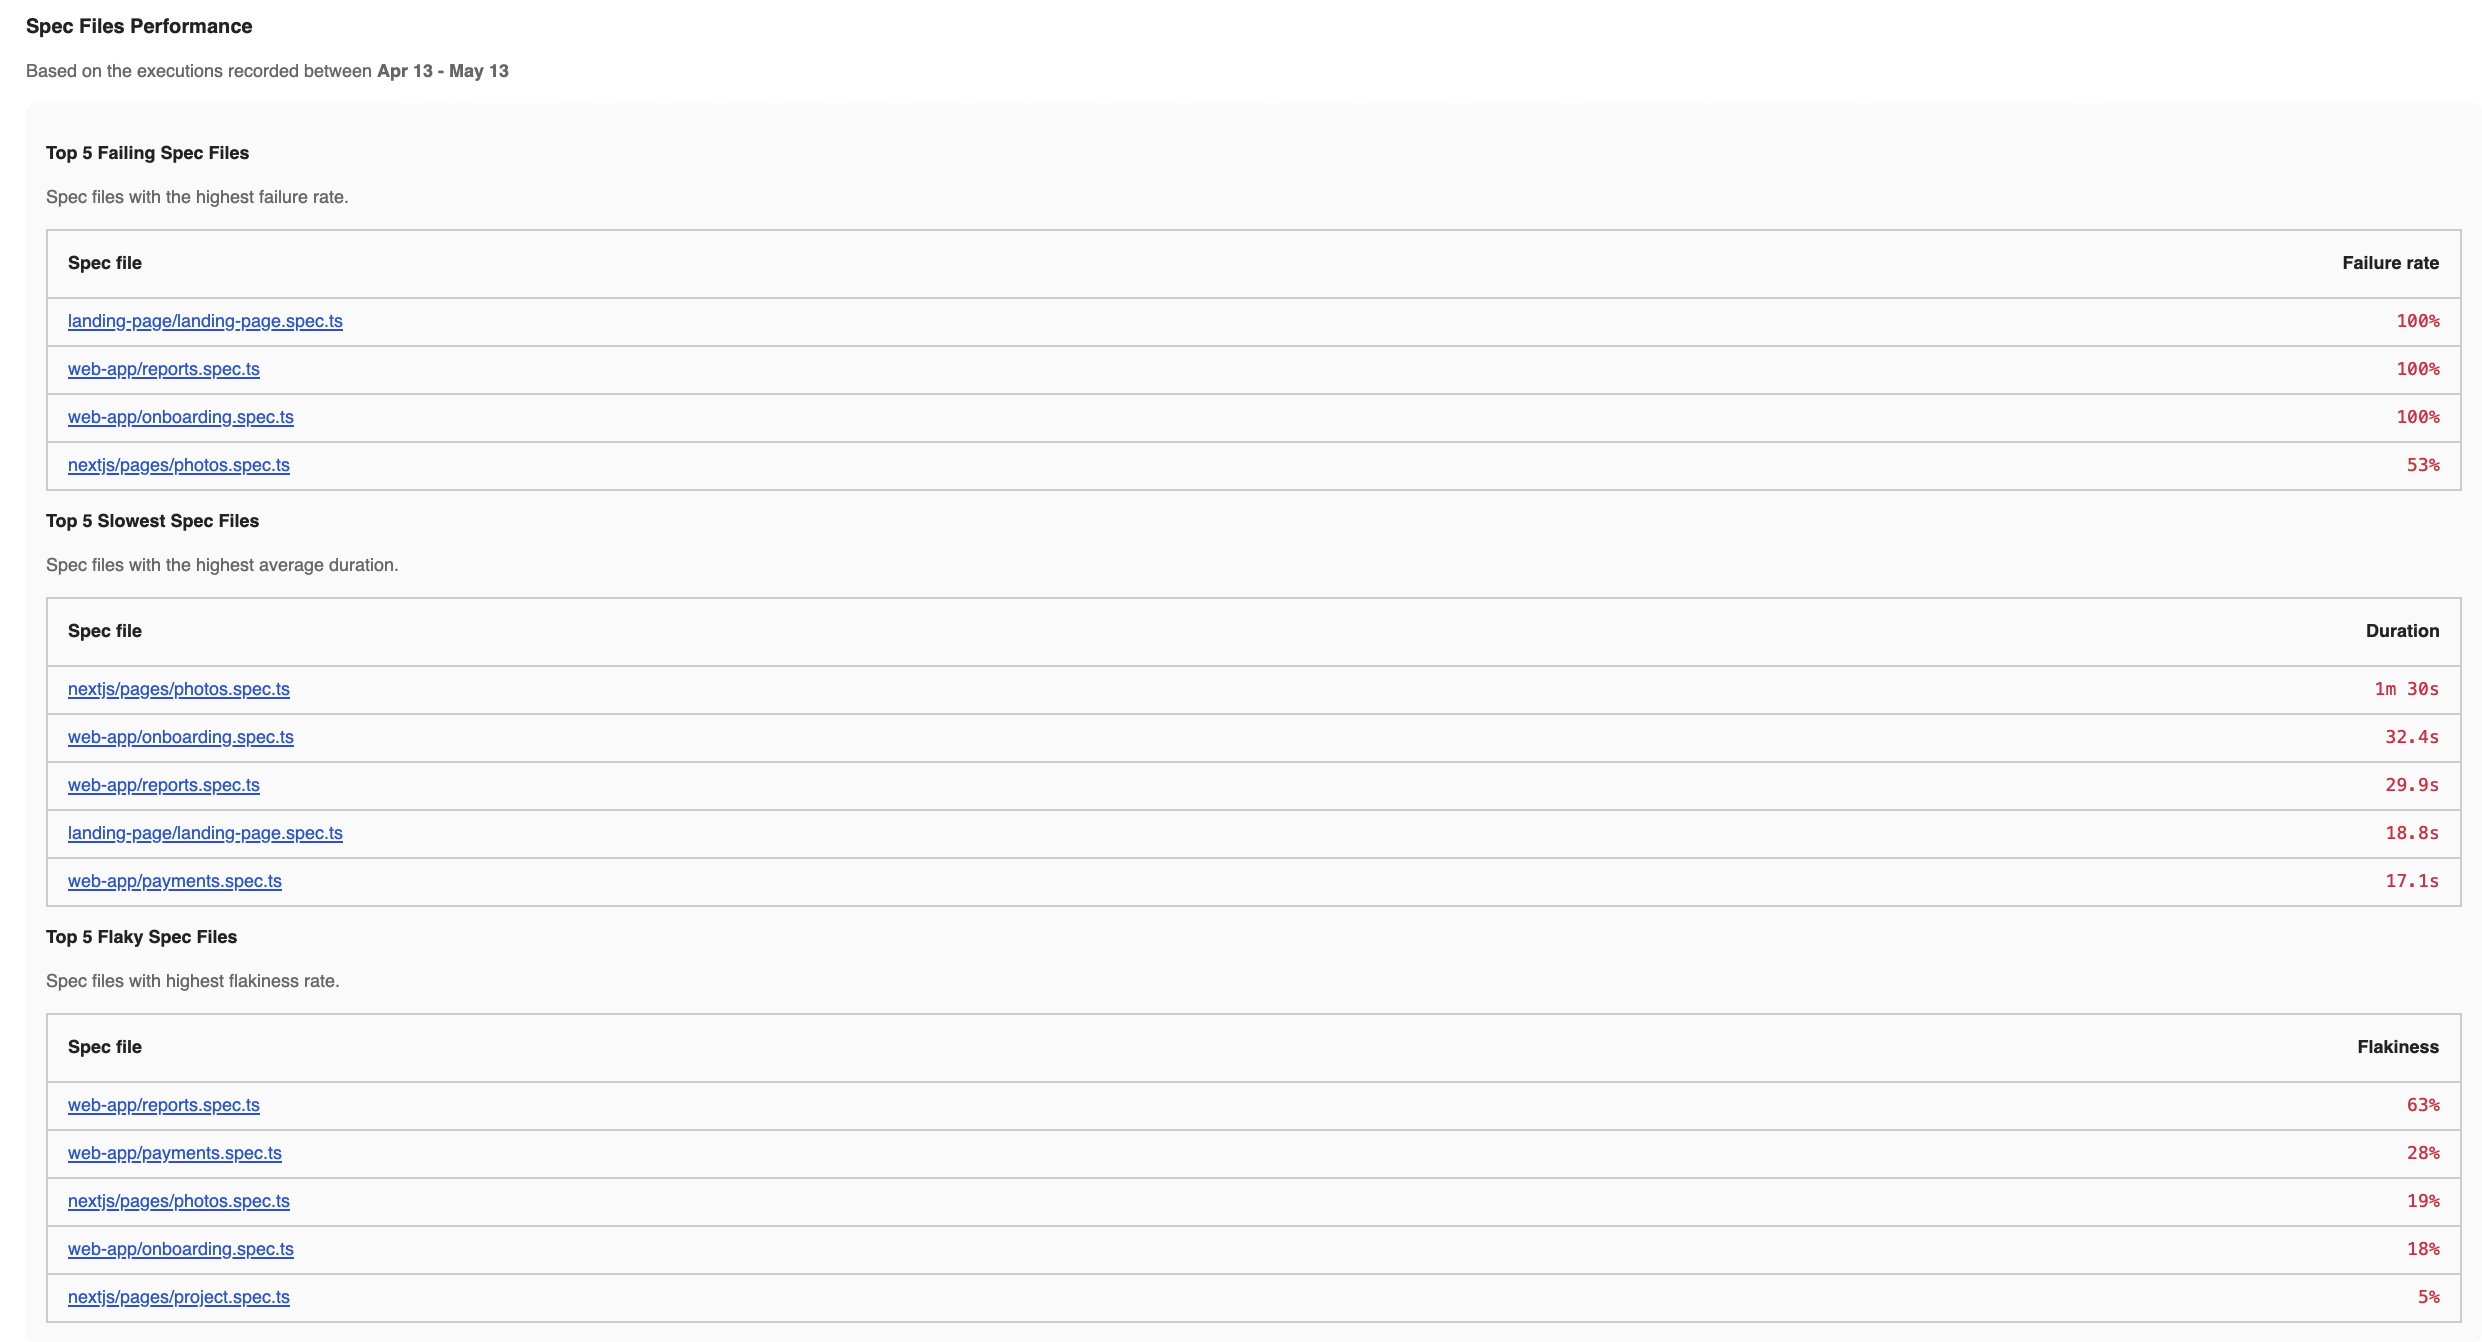 Spec Files Performance
Based on the executions recorded between Apr 13 - May 13
Top 5 Failing Spec Files
Spec files with the highest failure rate.
Spec file Failure rate
landing-page/landing-page.spec.ts 100%
web-app/reports.spec.ts 100%
web-app/onboarding.spec.ts 100%
nextjs/pages/photos.spec.ts 53%
Top 5 Slowest Spec Files
Spec files with the highest average duration.
Spec file Duration
nextjs/pages/photos.spec.ts 1m 30s
web-app/onboarding.spec.ts 32.4s
web-app/reports.spec.ts 29.9s
landing-page/landing-page.spec.ts 18.8s
web-app/payments.spec.ts 17.1s
Top 5 Flaky Spec Files
Spec files with highest flakiness rate.
Spec file Flakiness
web-app/reports.spec.ts 63%
web-app/payments.spec.ts 28%
nextjs/pages/photos.spec.ts 19%
web-app/onboarding.spec.ts 18%
nextjs/pages/project.spec.ts 5%